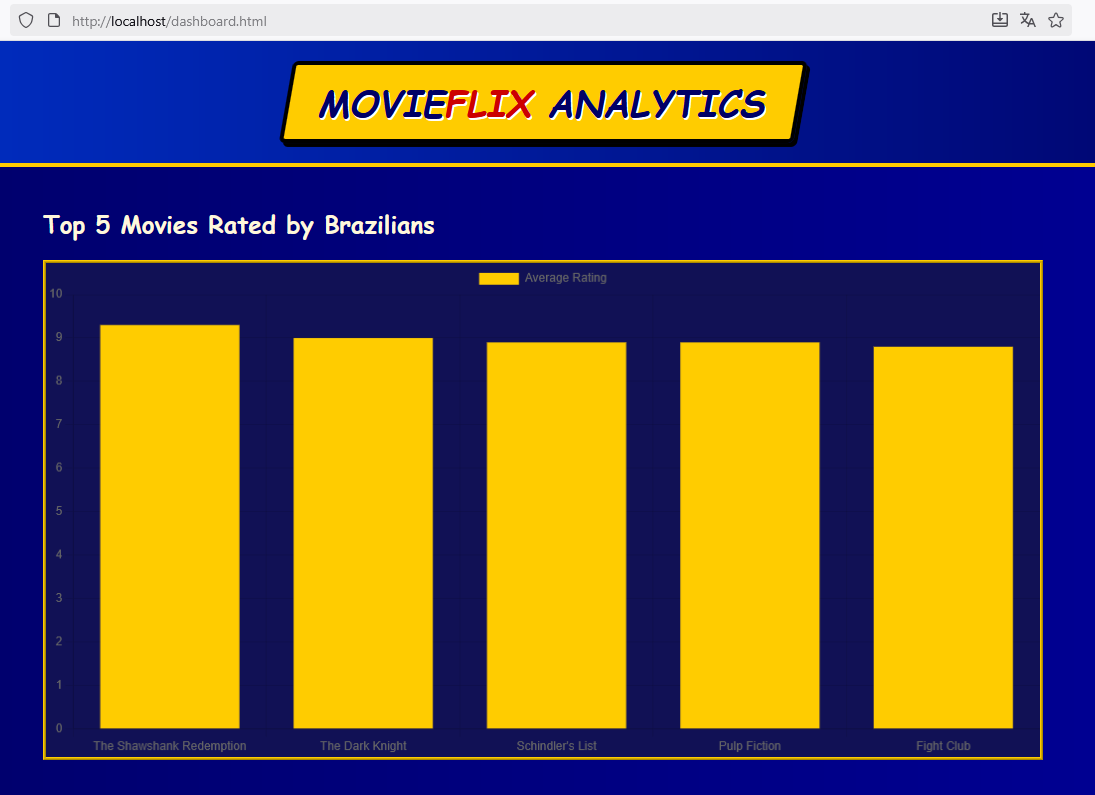 http://localhost/dashboard.html
MOVIEFLIX ANALYTICS
Top 5 Movies Rated by Brazilians
Average Rating
10
9
8
7
6
5
4
3
2
1
0
The Shawshank Redemption The Dark Knight Schindler's List Pulp Fiction Fight Club